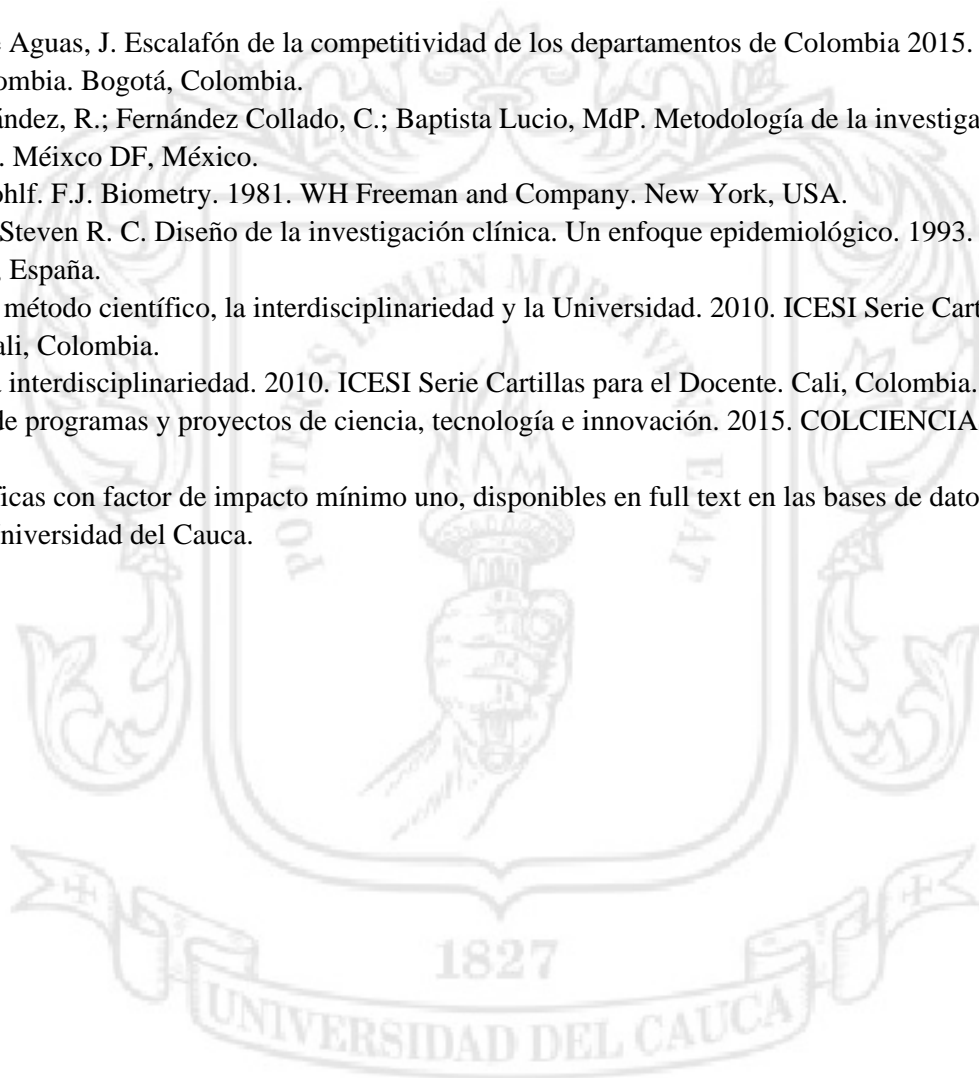 Aguas, J. Escalafón de la competitividad de los departamentos de Colombia 2015.
ombia. Bogotá, Colombia.
ández, R.; Fernández Collado, C.; Baptista Lucio, MdP. Metodología de la investiga
. Méixco DF, México.
ohlf. F.J. Biometry. 1981. WH Freeman and Company. New York, USA.
Steven R. C. Diseño de la investigación clínica. Un enfoque epidemiológico. 1993.
, España.
método científico, la interdisciplinariedad y la Universidad. 2010. ICESI Serie Cart
ali, Colombia.
interdisciplinariedad. 2010. ICESI Serie Cartillas para el Docente. Cali, Colombia.
de programas y proyectos de ciencia, tecnología e innovación. 2015. COLCIENCIA
ficas con factor de impacto mínimo uno, disponibles en full text en las bases de dato
niversidad del Cauca.
POSTERIS LUMEN MORITVRVS EDAT
1827
UNIVERSIDAD DEL CAUCA